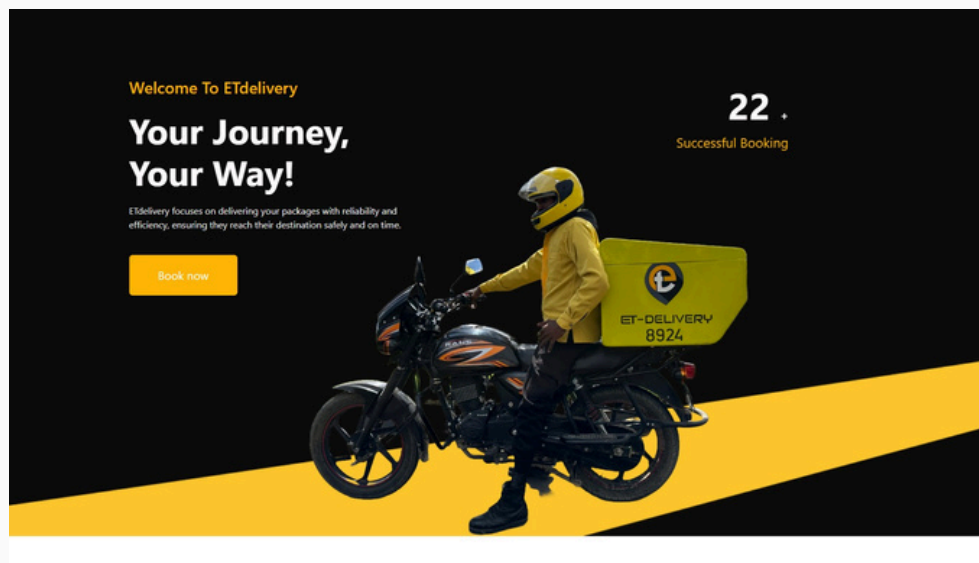 Welcome To ETdelivery
Your Journey,
Your Way!
ETdelivery focuses on delivering your packages with reliability and
efficiency, ensuring they reach their destination safely and on time.
Book now
22 +
Successful Booking
et
ET-DELIVERY
8924